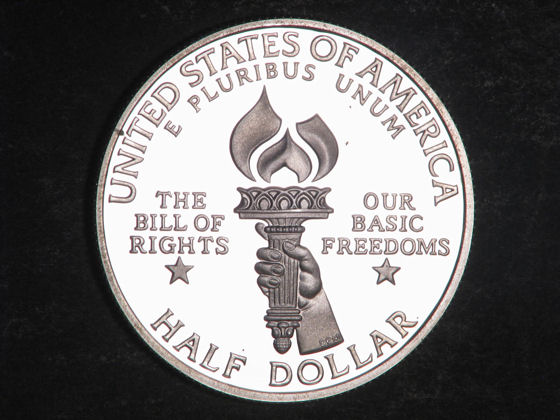 UNITED STATES OF AMERICA
E PLURIBUS UNUM
THE
BILL OF
RIGHTS
OUR
BASIC
FREEDOMS
HALF DOLLAR